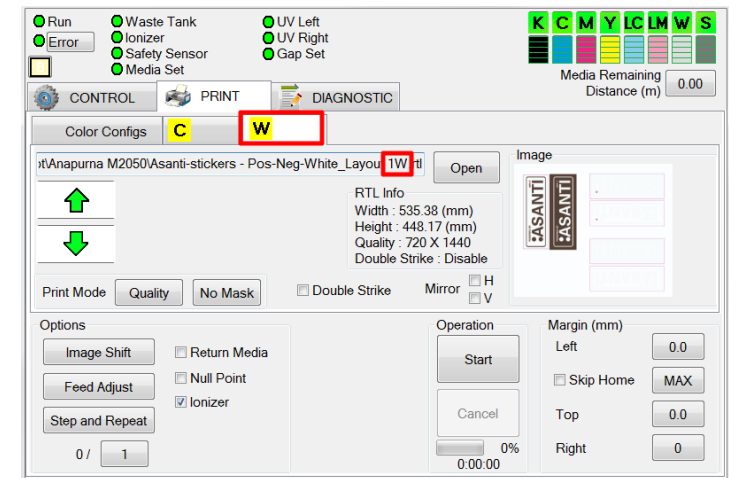 Run
Waste Tank
UV Left
K C M Y LC LM W S
Error
Ionizer
UV Right
Safety Sensor
Gap Set
Media Set
Media Remaining
Distance (m)
0.00
CONTROL
PRINT
DIAGNOSTIC
Color Configs
C
W
\Anapurna M2050\Asanti-stickers - Pos-Neg-White_Layou 1W rtl
Open
Image
RTL Info
Width : 535.38 (mm)
Height : 448.17 (mm)
Quality : 720 X 1440
Double Strike : Disable
:ASANTI
:ASANTI
Print Mode
Quality
No Mask
Double Strike
Mirror
H
V
Options
Image Shift
Return Media
Feed Adjust
Null Point
Ionizer
Step and Repeat
0 /
1
Operation
Start
Cancel
0%
0:00:00
Margin (mm)
Left
0.0
Skip Home
MAX
Top
0.0
Right
0